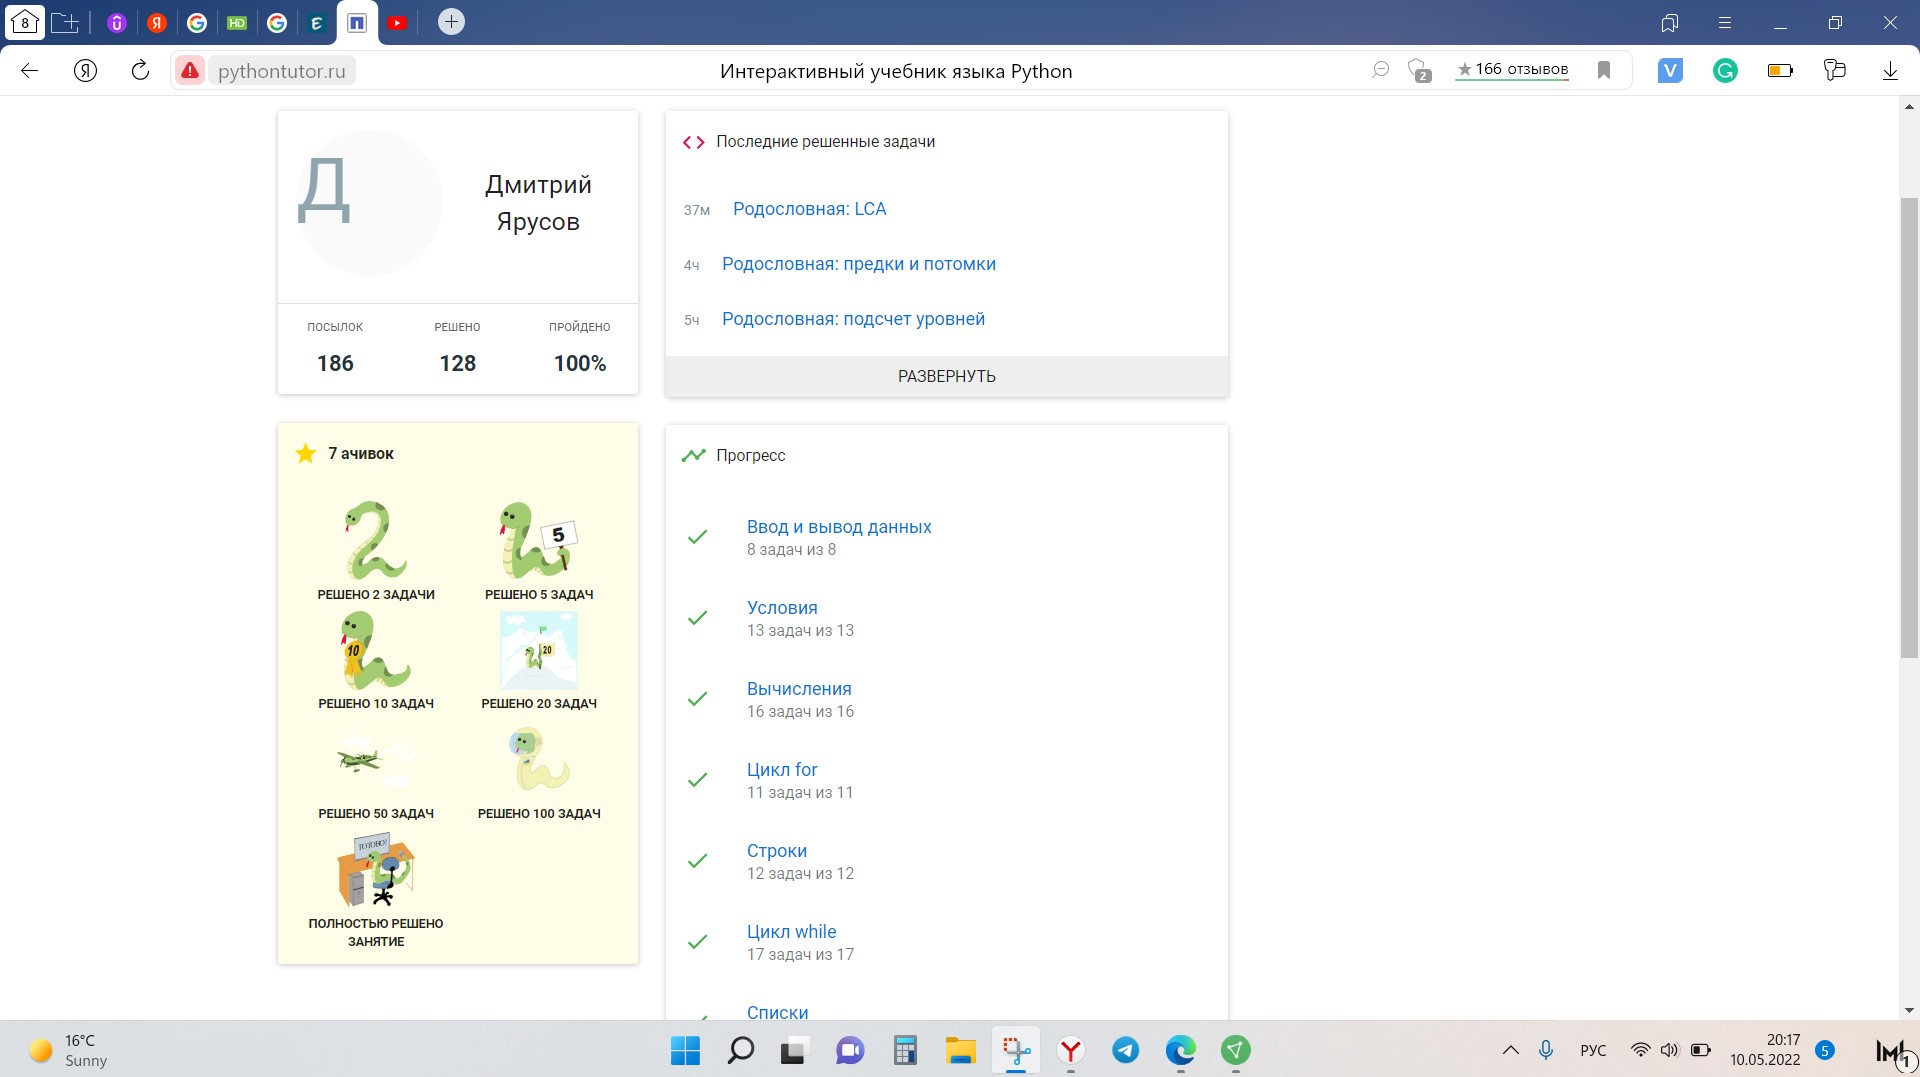 8
Я
HD
pythontutor.ru
Интерактивный учебник языка Python
2
166 отзывов
V
G
Д
Дмитрий
Ярусов
ПОСЫЛОК
РЕШЕНО
ПРОЙДЕНО
186
128
100%
Последние решенные задачи
37м
Родословная: LCA
4ч
Родословная: предки и потомки
5ч
Родословная: подсчет уровней
РАЗВЕРНУТЬ
7 ачивок
5
РЕШЕНО 2 ЗАДАЧИ
РЕШЕНО 5 ЗАДАЧ
10
20
РЕШЕНО 10 ЗАДАЧ
РЕШЕНО 20 ЗАДАЧ
РЕШЕНО 50 ЗАДАЧ
РЕШЕНО 100 ЗАДАЧ
ГОТОВО!
ПОЛНОСТЬЮ РЕШЕНО
ЗАНЯТИЕ
Прогресс
Ввод и вывод данных
8 задач из 8
Условия
13 задач из 13
Вычисления
16 задач из 16
Цикл for
11 задач из 11
Строки
12 задач из 12
Цикл while
17 задач из 17
Списки
16°C
Sunny
РУС
20:17
10.05.2022
5
1